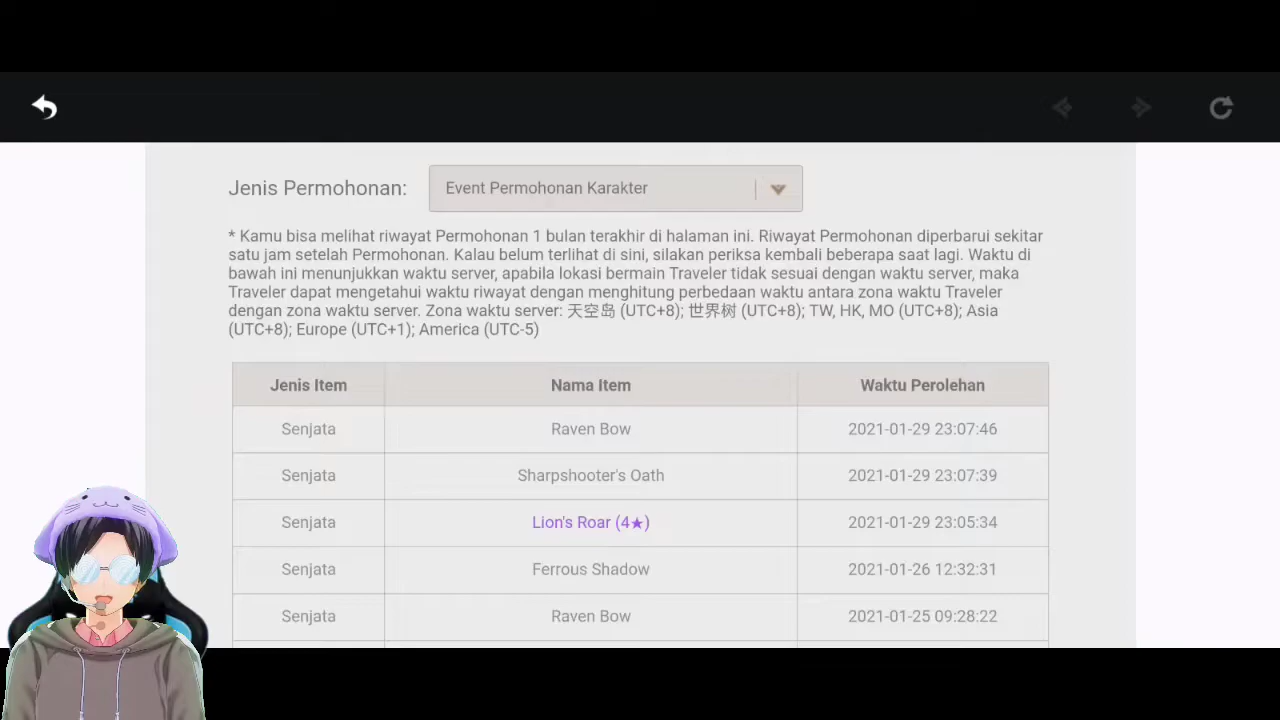 Jenis Permohonan: Event Permohonan Karakter
* Kamu bisa melihat riwayat Permohonan 1 bulan terakhir di halaman ini. Riwayat Permohonan diperbarui sekitar
satu jam setelah Permohonan. Kalau belum terlihat di sini, silakan periksa kembali beberapa saat lagi. Waktu di
bawah ini menunjukkan waktu server, apabila lokasi bermain Traveler tidak sesuai dengan waktu server, maka
Traveler dapat mengetahui waktu riwayat dengan menghitung perbedaan waktu antara zona waktu Traveler
dengan zona waktu server. Zona waktu server: 天空岛 (UTC+8); 世界树 (UTC+8); TW, HK, MO (UTC+8); Asia
(UTC+8); Europe (UTC+1); America (UTC-5)
Jenis Item Nama Item Waktu Perolehan
Senjata Raven Bow 2021-01-29 23:07:46
Senjata Sharpshooter's Oath 2021-01-29 23:07:39
Senjata Lion's Roar (4★) 2021-01-29 23:05:34
Senjata Ferrous Shadow 2021-01-26 12:32:31
Senjata Raven Bow 2021-01-25 09:28:22